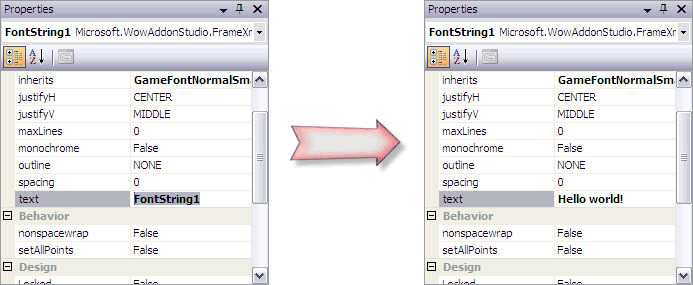 Properties
FontString1 Microsoft.WowAddonStudio.FrameXr
inherits GameFontNormalSma
justifyH CENTER
justifyV MIDDLE
maxLines 0
monochrome False
outline NONE
spacing 0
text FontString1
Behavior
nonspacewrap False
setAllPoints False
Design
Locked False
Properties
FontString1 Microsoft.WowAddonStudio.FrameXr
inherits GameFontNormalSma
justifyH CENTER
justifyV MIDDLE
maxLines 0
monochrome False
outline NONE
spacing 0
text Hello world!
Behavior
nonspacewrap False
setAllPoints False
Design
Locked False